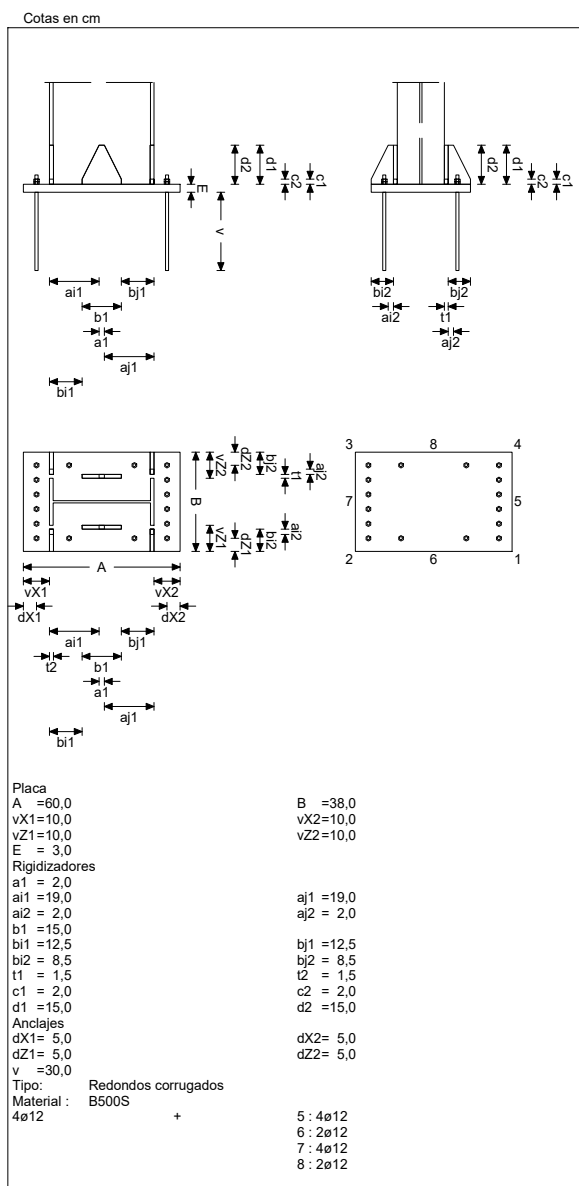 Cotas en cm
d2
d1
c2
c1
E
v
ai1
bj1
b1
a1
aj1
bi1
d2
d1
c2
c1
bi2
bj2
ai2
t1
aj2
vZ2
dZ2
bj2
t1
aj2
B
vZ1
dZ1
bi2
ai2
A
vX1
vX2
dX1
dX2
ai1
bj1
t2
b1
a1
aj1
bi1
3 8 4
7 5
2 6 1
Placa
A =60,0 B =38,0
vX1=10,0 vX2=10,0
vZ1=10,0 vZ2=10,0
E = 3,0
Rigidizadores
a1 = 2,0
ai1 =19,0 aj1 =19,0
ai2 = 2,0 aj2 = 2,0
b1 =15,0
bi1 =12,5 bj1 =12,5
bi2 = 8,5 bj2 = 8,5
t1 = 1,5 t2 = 1,5
c1 = 2,0 c2 = 2,0
d1 =15,0 d2 =15,0
Anclajes
dX1= 5,0 dX2= 5,0
dZ1= 5,0 dZ2= 5,0
v =30,0
Tipo: Redondos corrugados
Material : B500S
4ø12 + 5 : 4ø12
6 : 2ø12
7 : 4ø12
8 : 2ø12